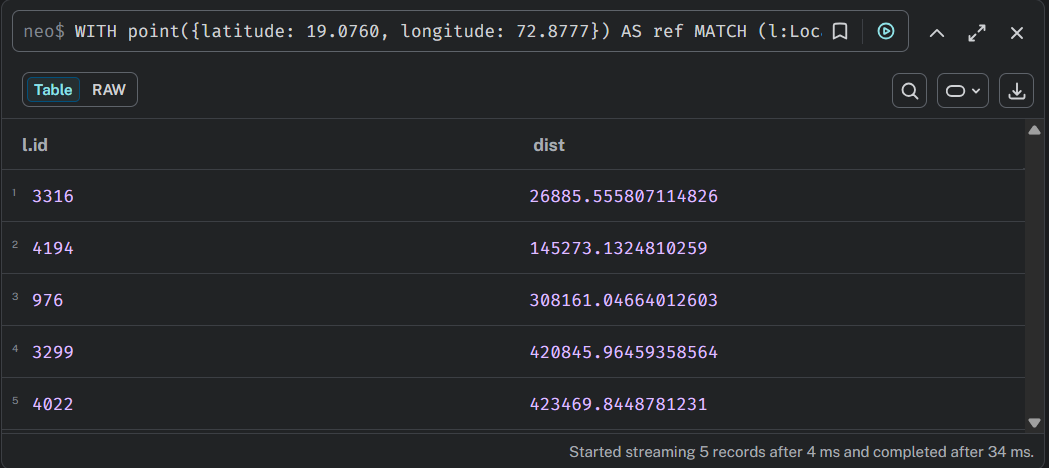 neo$ WITH point({latitude: 19.0760, longitude: 72.8777}) AS ref MATCH (l:Loc
Table RAW
l.id dist
1 3316 26885.555807114826
2 4194 145273.1324810259
3 976 308161.04664012603
4 3299 420845.96459358564
5 4022 423469.8448781231
Started streaming 5 records after 4 ms and completed after 34 ms.